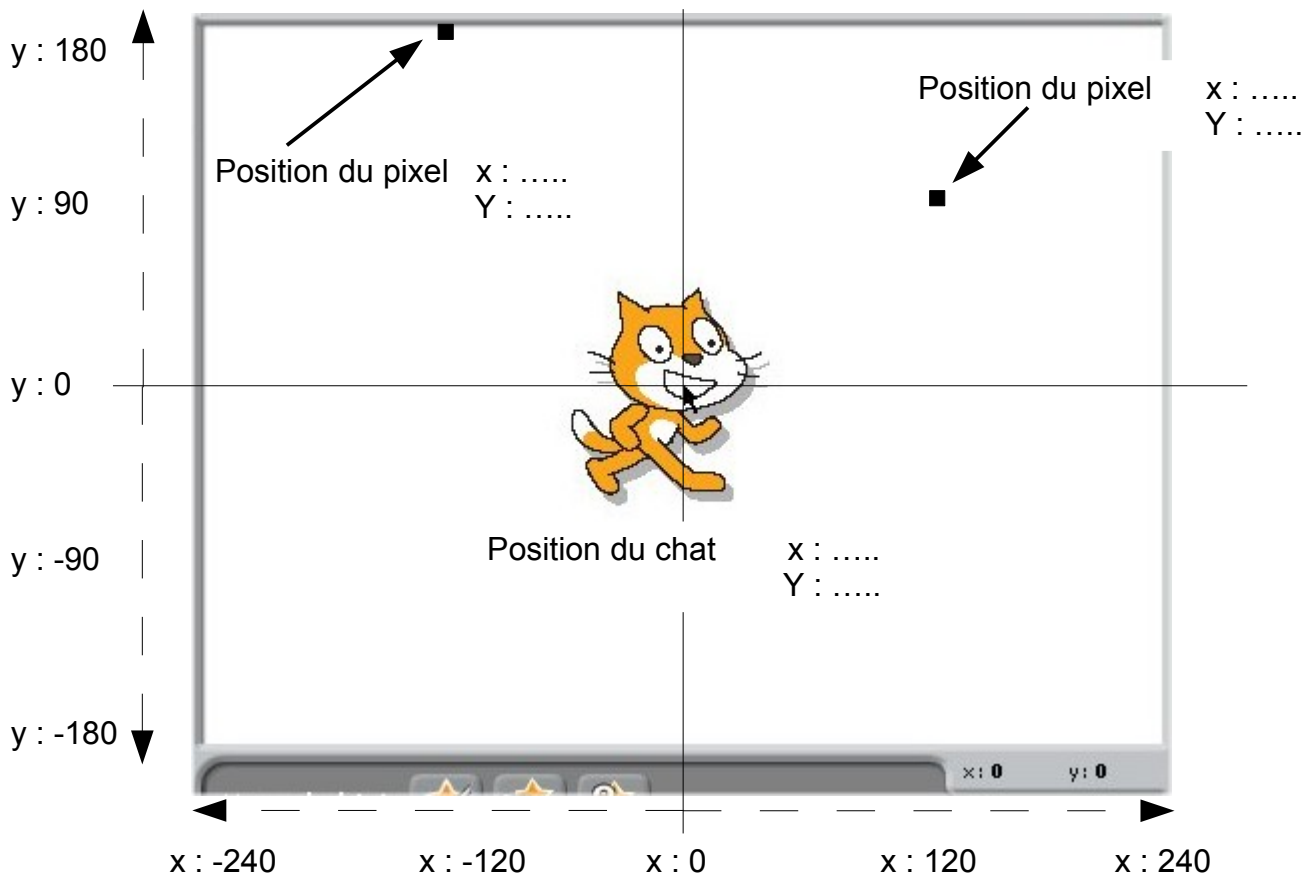 y : 180
Position du pixel x : …..
Y : …..
Position du pixel x : …..
Y : …..
y : 90
y : 0
Position du chat x : …..
Y : …..
y : -90
y : -180
x: 0 y: 0
x : -240 x : -120 x : 0 x : 120 x : 240